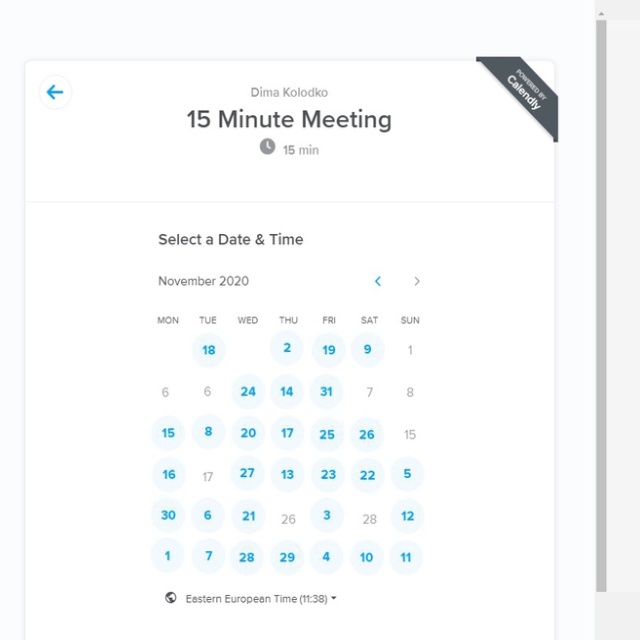 POWERED BY
Calendly
Dima Kolodko
15 Minute Meeting
15 min
Select a Date & Time
November 2020
MON TUE WED THU FRI SAT SUN
18 2 19 9 1
6 6 24 14 31 7 8
15 8 20 17 25 26 15
16 17 27 13 23 22 5
30 6 21 26 3 28 12
1 7 28 29 4 10 11
Eastern European Time (11:38)